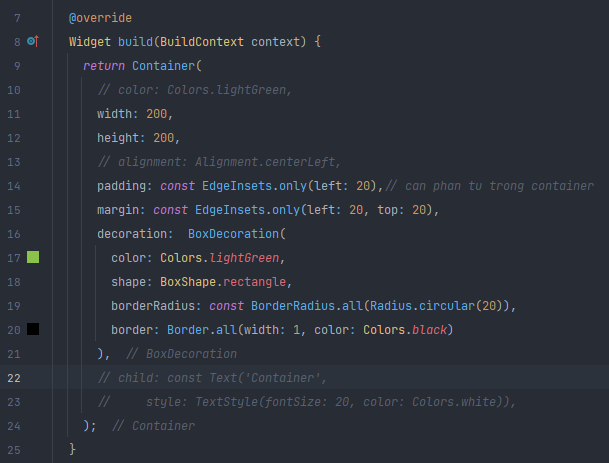 7 @override
8 Widget build(BuildContext context) {
9 return Container(
10 // color: Colors.lightGreen,
11 width: 200,
12 height: 200,
13 // alignment: Alignment.centerLeft,
14 padding: const EdgeInsets.only(left: 20),// can phan tu trong container
15 margin: const EdgeInsets.only(left: 20, top: 20),
16 decoration:  BoxDecoration(
17 color: Colors.lightGreen,
18 shape: BoxShape.rectangle,
19 borderRadius: const BorderRadius.all(Radius.circular(20)),
20 border: Border.all(width: 1, color: Colors.black)
21 ), // BoxDecoration
22 // child: const Text('Container',
23 //     style: TextStyle(fontSize: 20, color: Colors.white)),
24 ); // Container
25 }